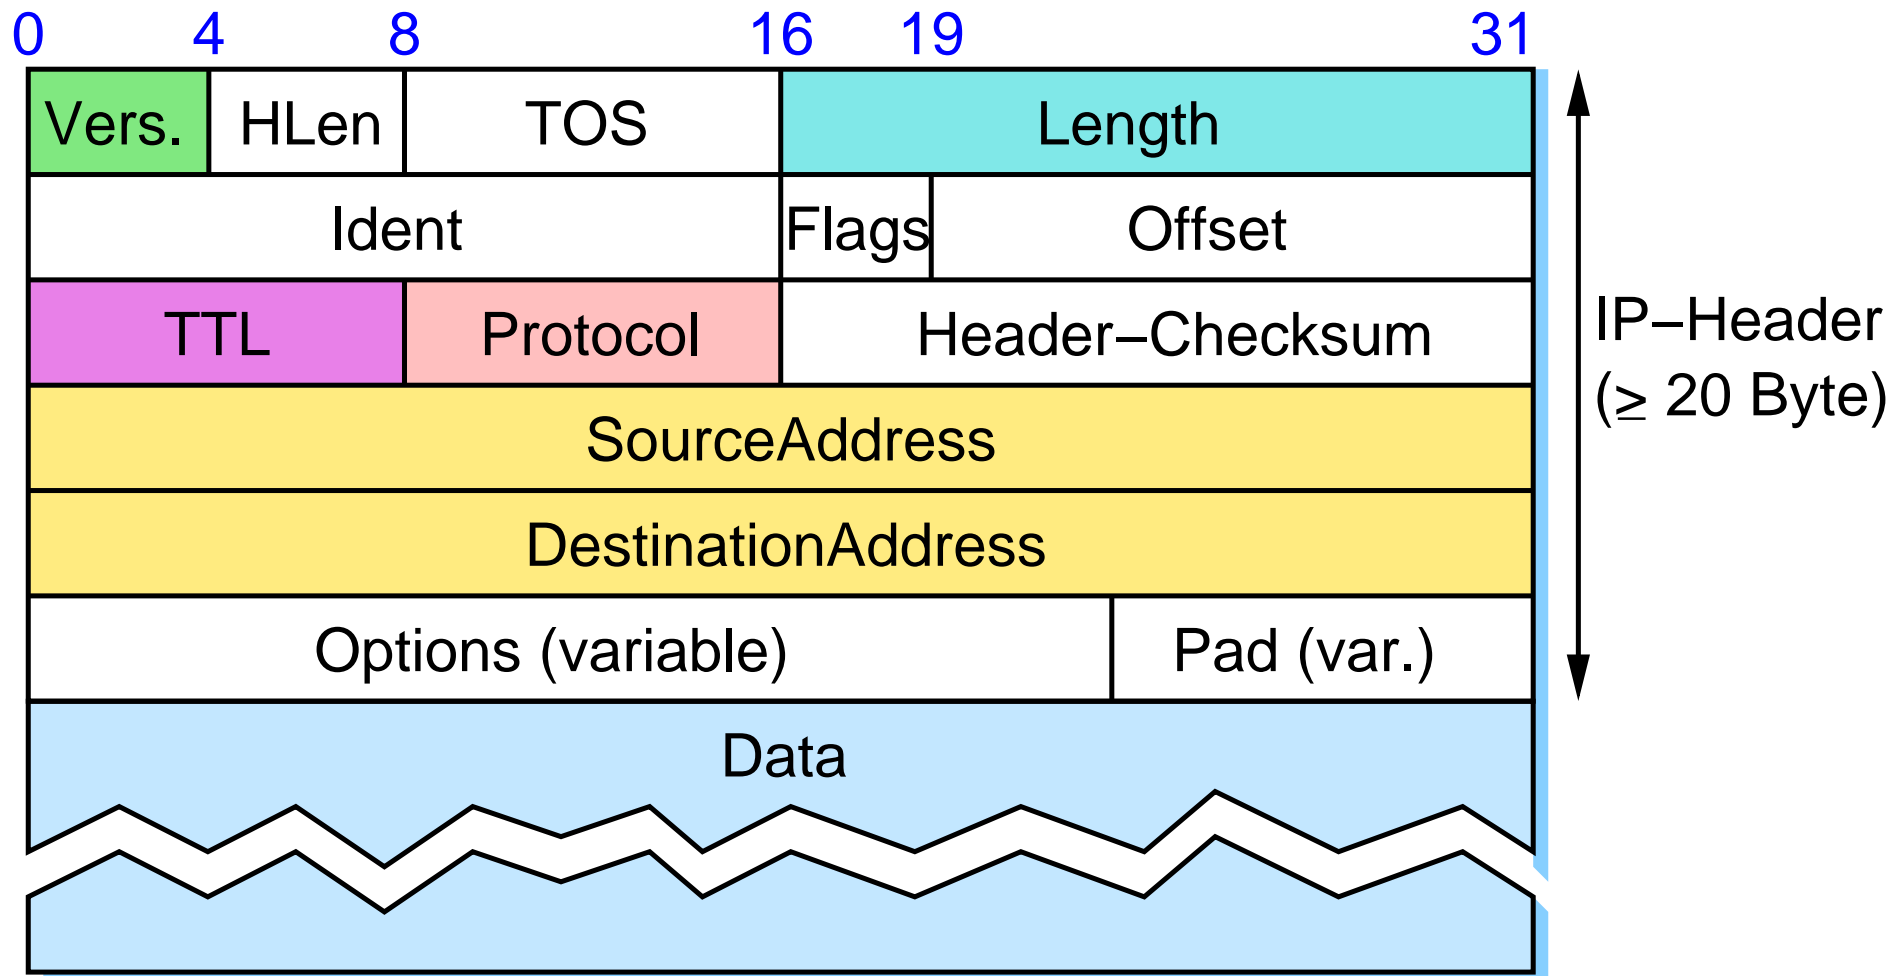 0 4 8 16 19 31
Vers. HLen TOS Length
Ident Flags Offset
TTL Protocol Header–Checksum
IP–Header
(≥ 20 Byte)
SourceAddress
DestinationAddress
Options (variable) Pad (var.)
Data